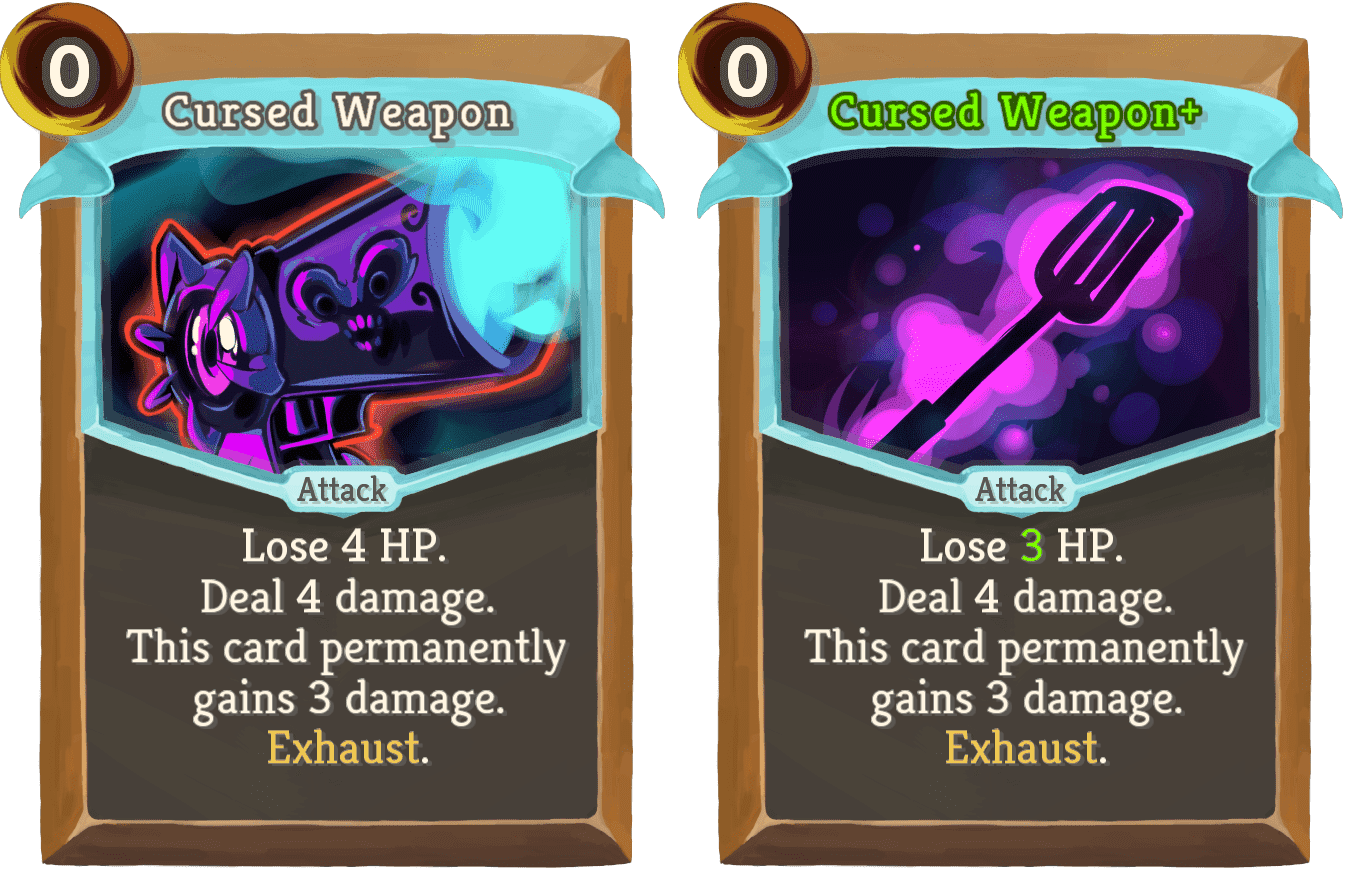 0
Cursed Weapon
Attack
Lose 4 HP.
Deal 4 damage.
This card permanently
gains 3 damage.
Exhaust.
0
Cursed Weapon+
Attack
Lose 3 HP.
Deal 4 damage.
This card permanently
gains 3 damage.
Exhaust.